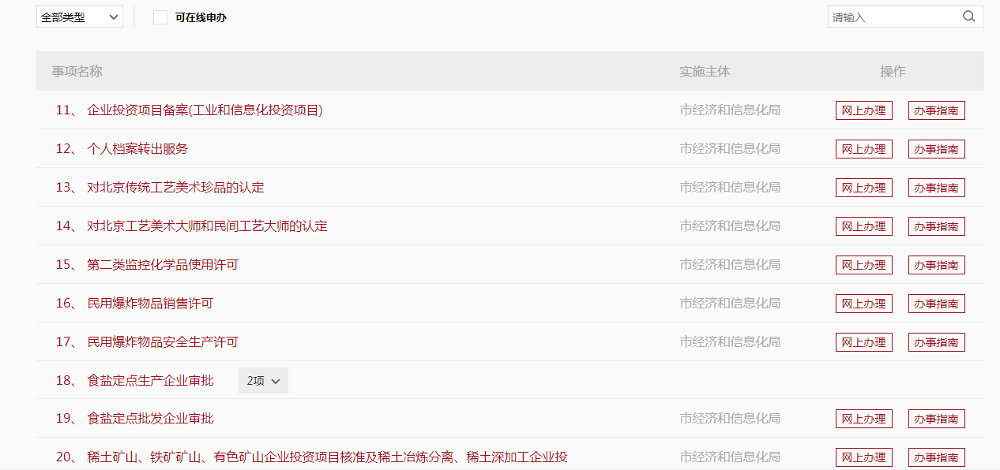 全部类型 可在线申办 请输入
事项名称 实施主体 操作
11、 企业投资项目备案(工业和信息化投资项目) 市经济和信息化局 网上办理 办事指南
12、 个人档案转出服务 市经济和信息化局 网上办理 办事指南
13、 对北京传统工艺美术珍品的认定 市经济和信息化局 网上办理 办事指南
14、 对北京工艺美术大师和民间工艺大师的认定 市经济和信息化局 网上办理 办事指南
15、 第二类监控化学品使用许可 市经济和信息化局 网上办理 办事指南
16、 民用爆炸物品销售许可 市经济和信息化局 网上办理 办事指南
17、 民用爆炸物品安全生产许可 市经济和信息化局 网上办理 办事指南
18、 食盐定点生产企业审批 2项
19、 食盐定点批发企业审批 市经济和信息化局 网上办理 办事指南
20、 稀土矿山、铁矿矿山、有色矿山企业投资项目核准及稀土冶炼分离、稀土深加工企业投 市经济和信息化局 网上办理 办事指南